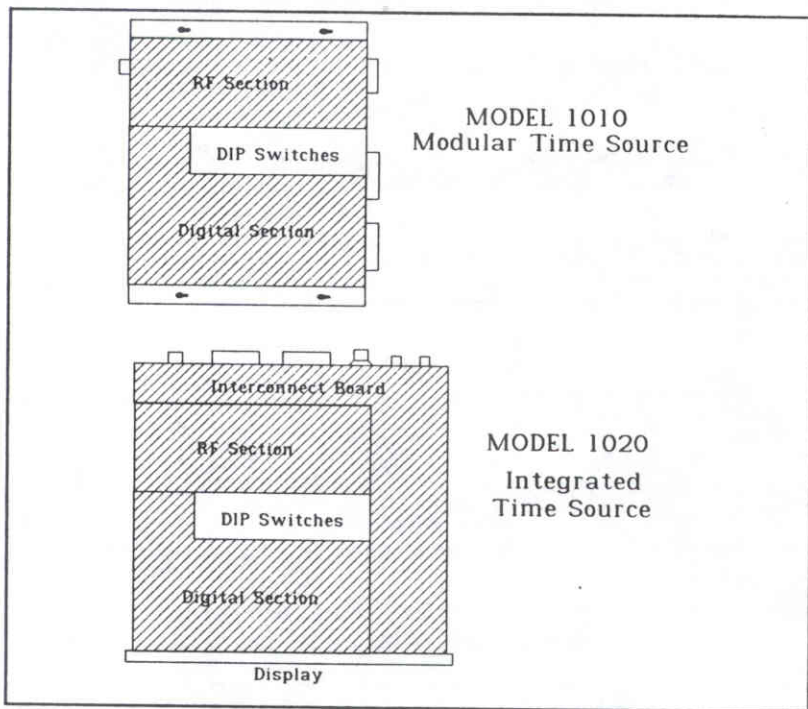 RF Section
DIP Switches
Digital Section
MODEL 1010
Modular Time Source
Interconnect Board
RF Section
DIP Switches
Digital Section
Display
MODEL 1020
Integrated
Time Source